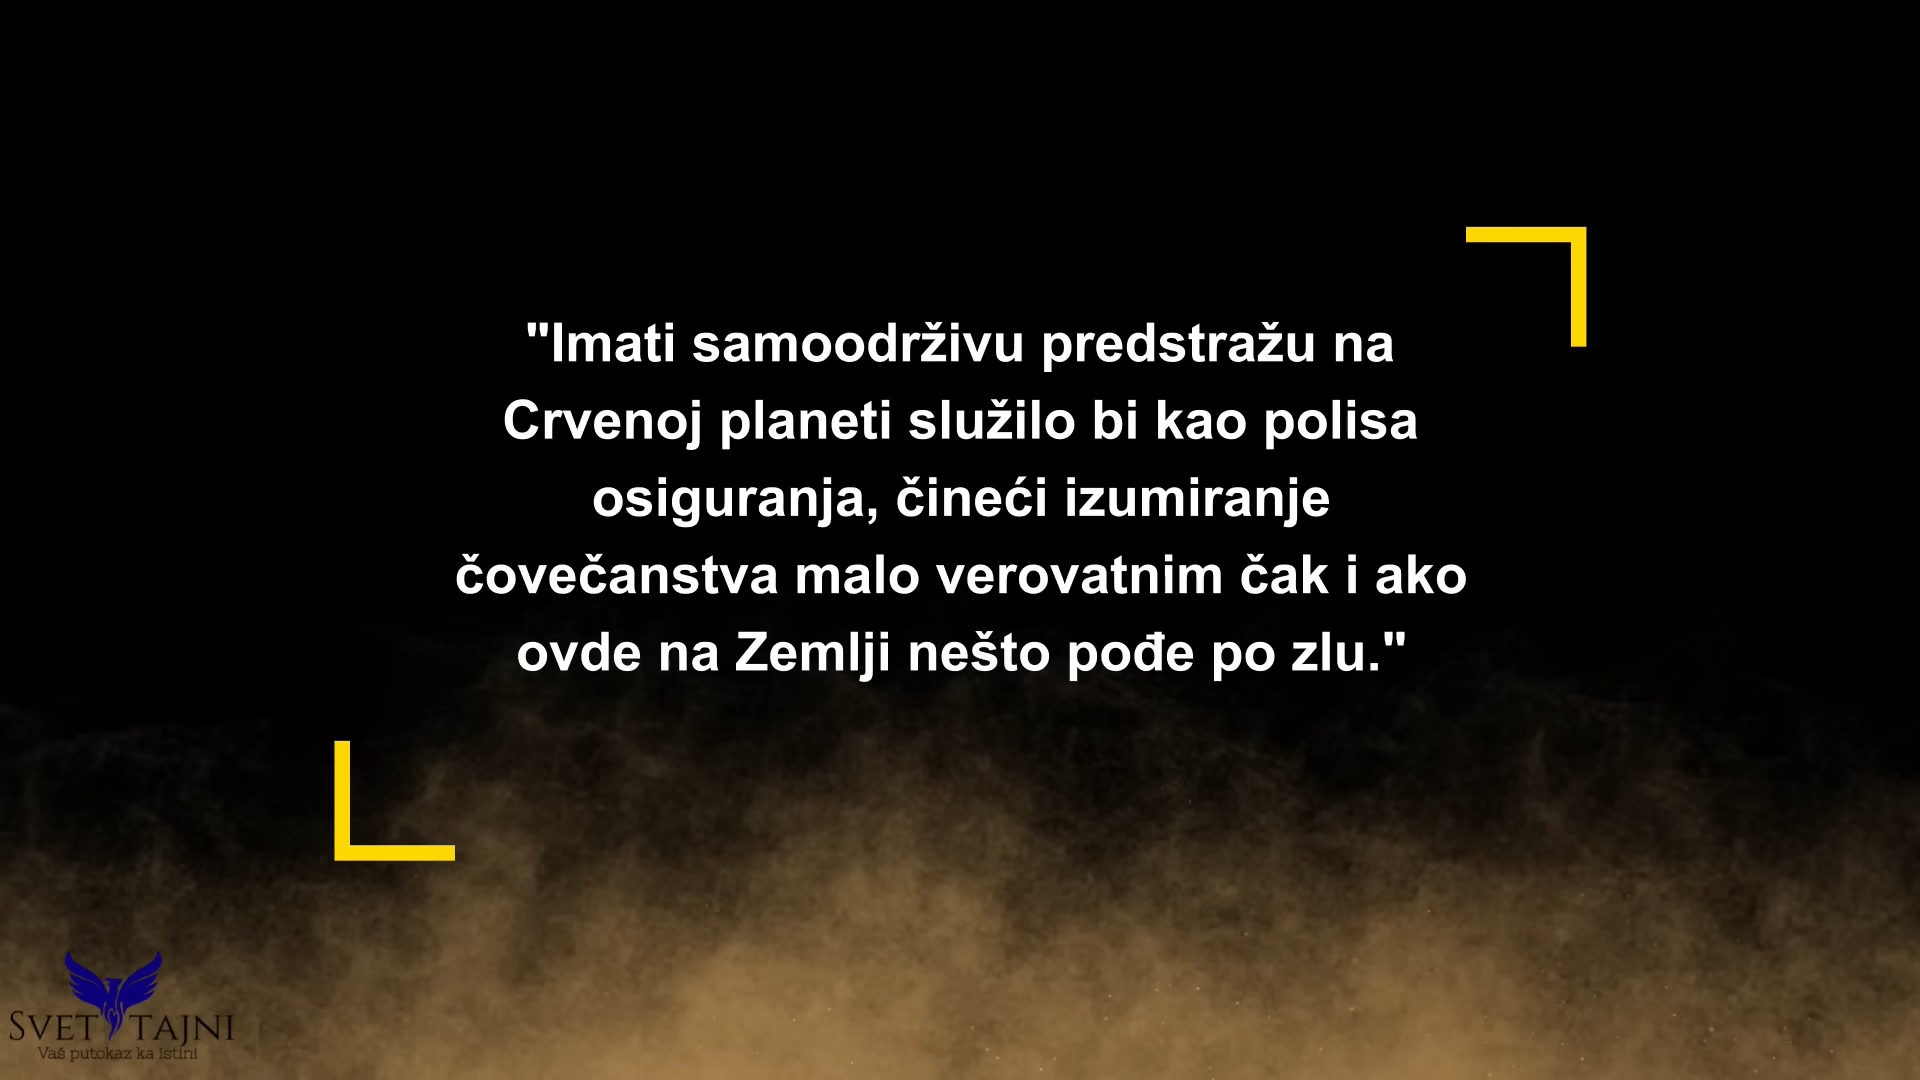 "Imati samoodrživu predstražu na
Crvenoj planeti služilo bi kao polisa
osiguranja, čineći izumiranje
čovečanstva malo verovatnim čak i ako
ovde na Zemlji nešto pođe po zlu."
Svet Tajni
Vaš putokaz ka istini